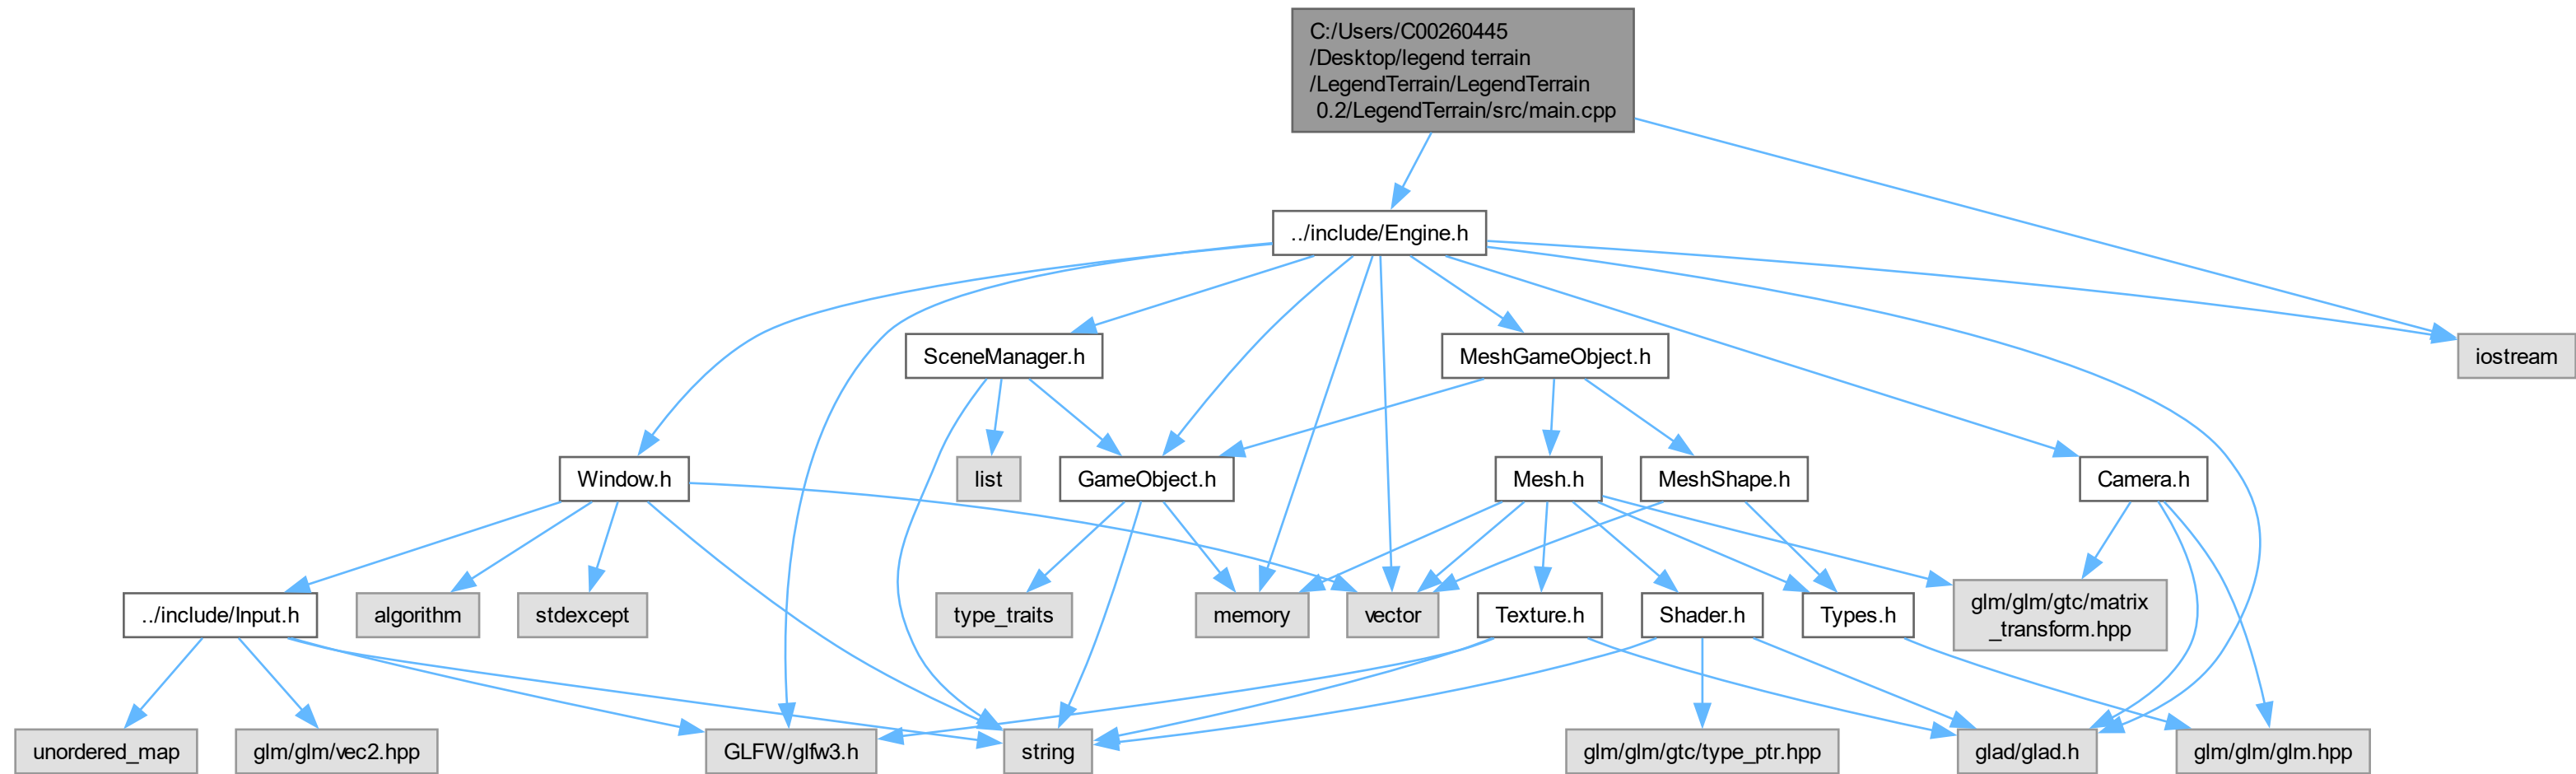 C:/Users/C00260445
/Desktop/legend terrain
/LegendTerrain/LegendTerrain
0.2/LegendTerrain/src/main.cpp
../include/Engine.h
SceneManager.h
MeshGameObject.h
iostream
Window.h
list
GameObject.h
Mesh.h
MeshShape.h
Camera.h
../include/Input.h
algorithm
stdexcept
type_traits
memory
vector
Texture.h
Shader.h
Types.h
glm/glm/gtc/matrix
_transform.hpp
unordered_map
glm/glm/vec2.hpp
GLFW/glfw3.h
string
glm/glm/gtc/type_ptr.hpp
glad/glad.h
glm/glm/glm.hpp